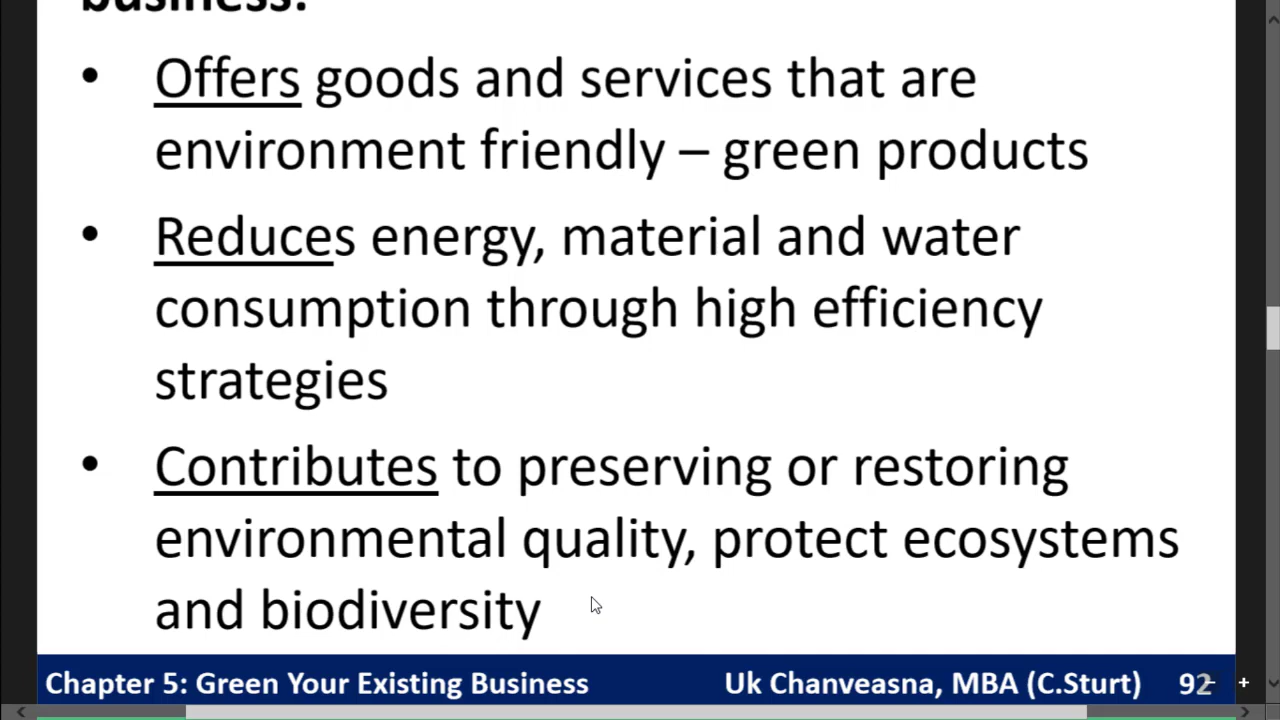 business:
• Offers goods and services that are
environment friendly – green products
• Reduces energy, material and water
consumption through high efficiency
strategies
• Contributes to preserving or restoring
environmental quality, protect ecosystems
and biodiversity
Chapter 5: Green Your Existing Business Uk Chanveasna, MBA (C.Sturt) 92